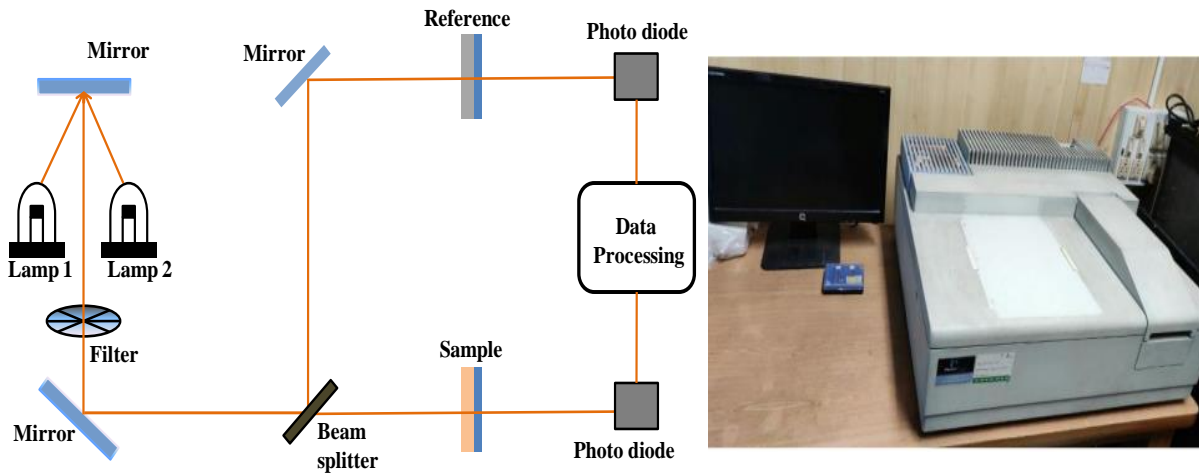 Mirror
Lamp 1
Lamp 2
Filter
Mirror
Mirror
Beam
splitter
Reference
Sample
Photo diode
Data
Processing
Photo diode